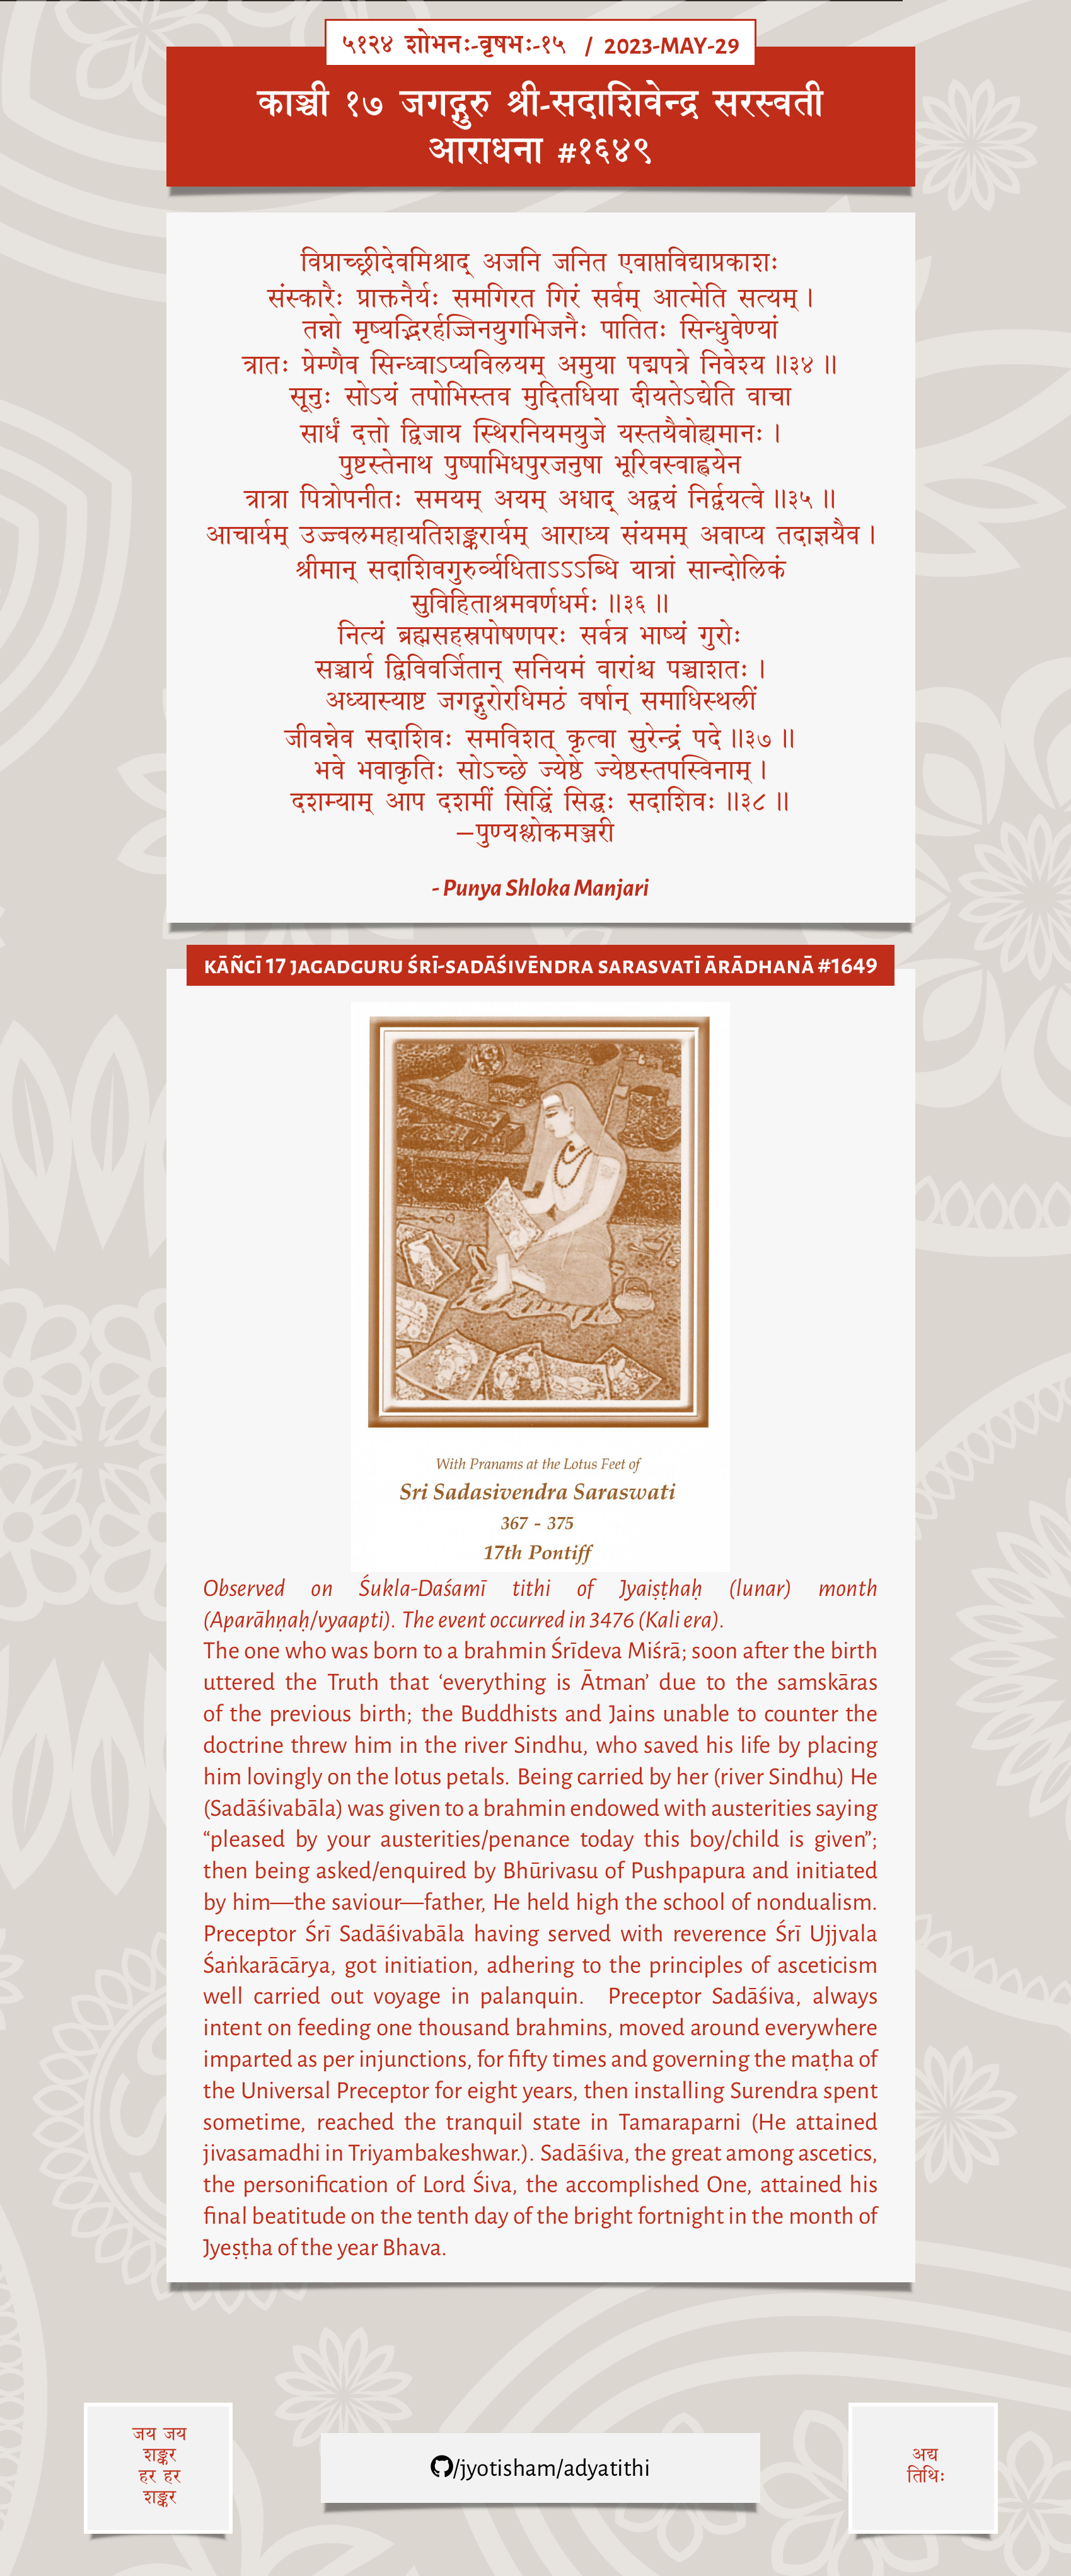 ५१२४ शोभनः-वृषभः-१५ / 2023-MAY-29
काञ्ची १७ जगद्गुरु श्री-सदाशिवेन्द्र सरस्वती
आराधना #१६४९
विप्राच्छ्रीदेवमिश्राद् अजनि जनित एवाप्तविद्याप्रकाशः
संस्कारैः प्राक्तनैर्यः समगिरत गिरं सर्वम् आत्मेति सत्यम् ।
तन्नो मृष्यद्भिरर्हज्जिनयुगभिजनैः पातितः सिन्धुवेण्यां
त्रातः प्रेम्णैव सिन्ध्वाऽप्यविलयम् अमुया पद्मपत्रे निवेश्य ॥३४ ॥
सूनुः सोऽयं तपोभिस्तव मुदितधिया दीयतेऽद्येति वाचा
सार्धं दत्तो द्विजाय स्थिरनियमयुजे यस्तयैवोह्यमानः ।
पुष्टस्तेनाथ पुष्पाभिधपुरजनुषा भूरिवस्वाह्वयेन
त्रात्रा पित्रोपनीतः समयम् अयम् अधाद् अद्वयं निर्द्वयत्वे ॥३५ ॥
आचार्यम् उज्ज्वलमहायतिशङ्करार्यम् आराध्य संयमम् अवाप्य तदाज्ञयैव ।
श्रीमान् सदाशिवगुरुर्व्यधिताऽऽऽब्धि यात्रां सान्दोलिकं
सुविहिताश्रमवर्णधर्मः ॥३६ ॥
नित्यं ब्रह्मसहस्रपोषणपरः सर्वत्र भाष्यं गुरोः
सञ्चार्य द्विविवर्जितान् सनियमं वारांश्च पञ्चाशतः ।
अध्यास्याष्ट जगद्गुरोरधिमठं वर्षान् समाधिस्थलीं
जीवन्नेव सदाशिवः समविशत् कृत्वा सुरेन्द्रं पदे ॥३७ ॥
भवे भवाकृतिः सोऽच्छे ज्येष्ठे ज्येष्ठस्तपस्विनाम् ।
दशम्याम् आप दशमीं सिद्धिं सिद्धः सदाशिवः ॥३८ ॥
—पुण्यश्लोकमञ्जरी
- Punya Shloka Manjari
KĀÑCĪ 17 JAGADGURU ŚRĪ-SADĀŚIVĒNDRA SARASVATĪ ĀRĀDHANĀ #1649
With Pranams at the Lotus Feet of
Sri Sadasivendra Saraswati
367 - 375
17th Pontiff
Observed on Śukla-Daśamī tithi of Jyaiṣṭhaḥ (lunar) month
(Aparāhṇaḥ/vyaapti). The event occurred in 3476 (Kali era).
The one who was born to a brahmin Śrīdeva Miśrā; soon after the birth
uttered the Truth that ‘everything is Ātman’ due to the samskāras
of the previous birth; the Buddhists and Jains unable to counter the
doctrine threw him in the river Sindhu, who saved his life by placing
him lovingly on the lotus petals. Being carried by her (river Sindhu) He
(Sadāśivabāla) was given to a brahmin endowed with austerities saying
“pleased by your austerities/penance today this boy/child is given”;
then being asked/enquired by Bhūrivasu of Pushpapura and initiated
by him—the saviour—father, He held high the school of nondualism.
Preceptor Śrī Sadāśivabāla having served with reverence Śrī Ujjvala
Śaṅkarācārya, got initiation, adhering to the principles of asceticism
well carried out voyage in palanquin. Preceptor Sadāśiva, always
intent on feeding one thousand brahmins, moved around everywhere
imparted as per injunctions, for fifty times and governing the maṭha of
the Universal Preceptor for eight years, then installing Surendra spent
sometime, reached the tranquil state in Tamaraparni (He attained
jivasamadhi in Triyambakeshwar.). Sadāśiva, the great among ascetics,
the personification of Lord Śiva, the accomplished One, attained his
final beatitude on the tenth day of the bright fortnight in the month of
Jyeṣṭha of the year Bhava.
जय जय
शङ्कर
हर हर
शङ्कर
/jyotisham/adyatithi
अद्य
तिथिः